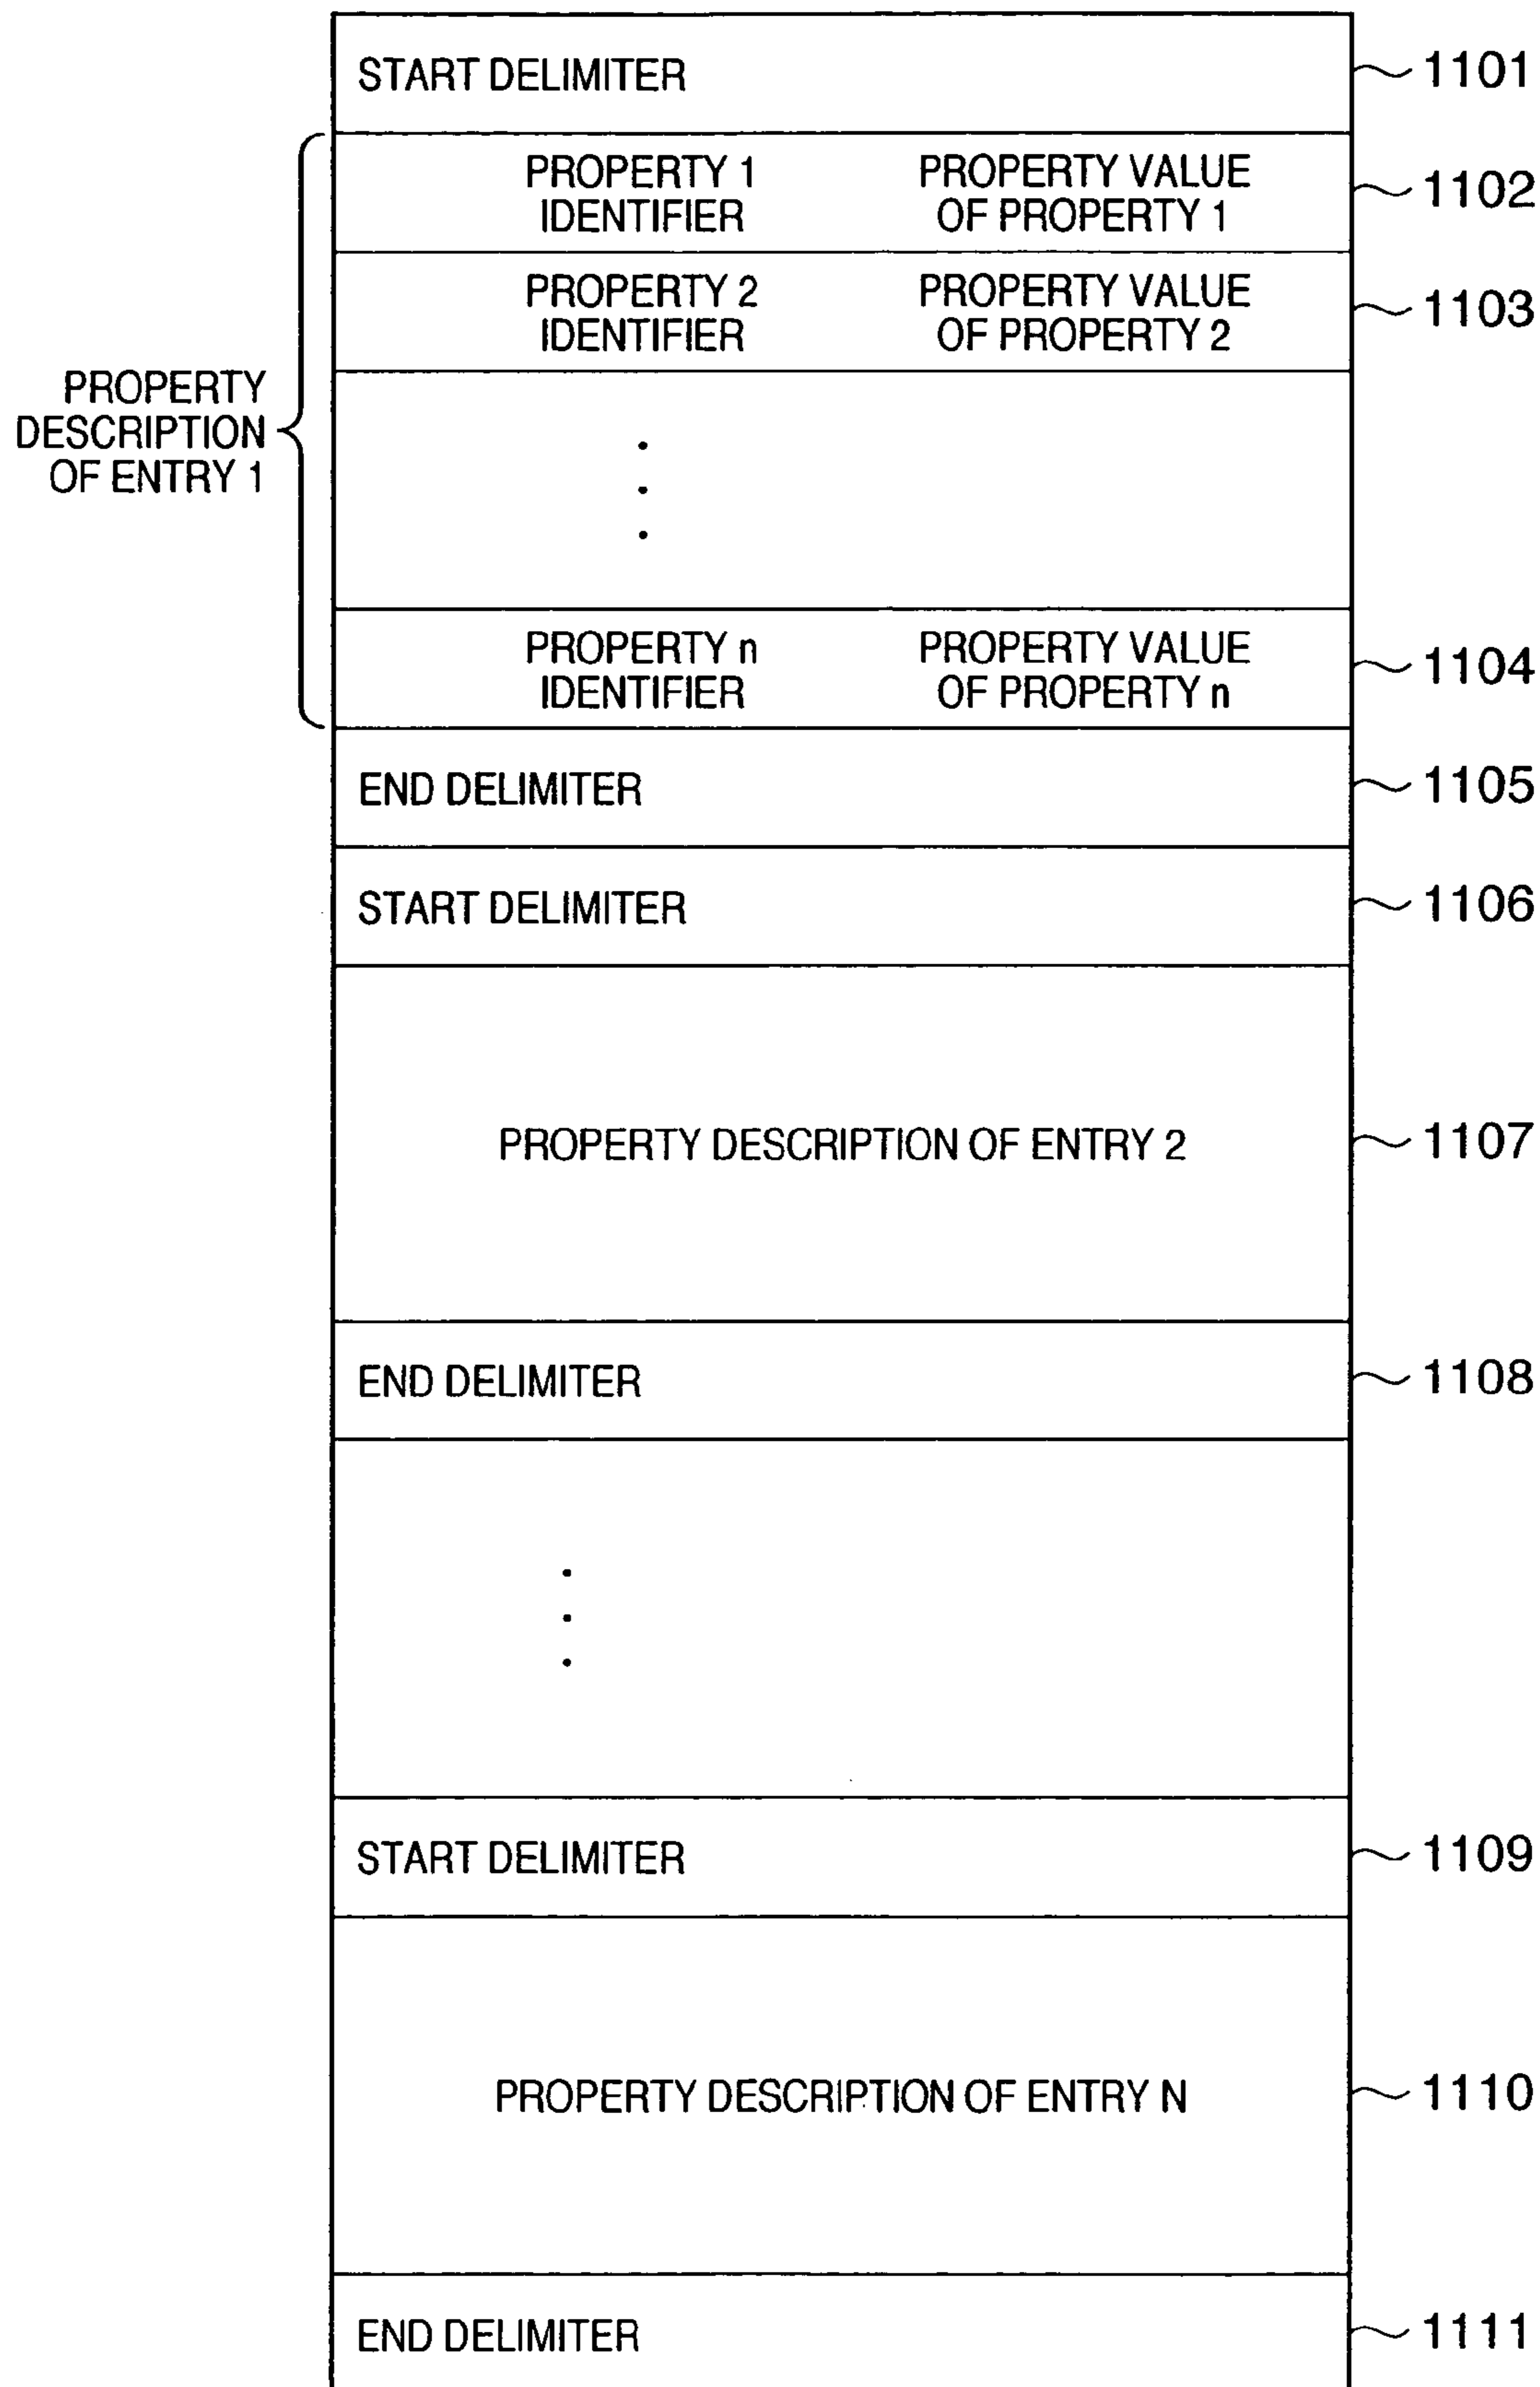 START DELIMITER
1101
PROPERTY 1
IDENTIFIER
PROPERTY VALUE
OF PROPERTY 1
1102
PROPERTY 2
IDENTIFIER
PROPERTY VALUE
OF PROPERTY 2
1103
PROPERTY
DESCRIPTION
OF ENTRY 1
PROPERTY n
IDENTIFIER
PROPERTY VALUE
OF PROPERTY n
1104
END DELIMITER
1105
START DELIMITER
1106
PROPERTY DESCRIPTION OF ENTRY 2
1107
END DELIMITER
1108
START DELIMITER
1109
PROPERTY DESCRIPTION OF ENTRY N
1110
END DELIMITER
1111